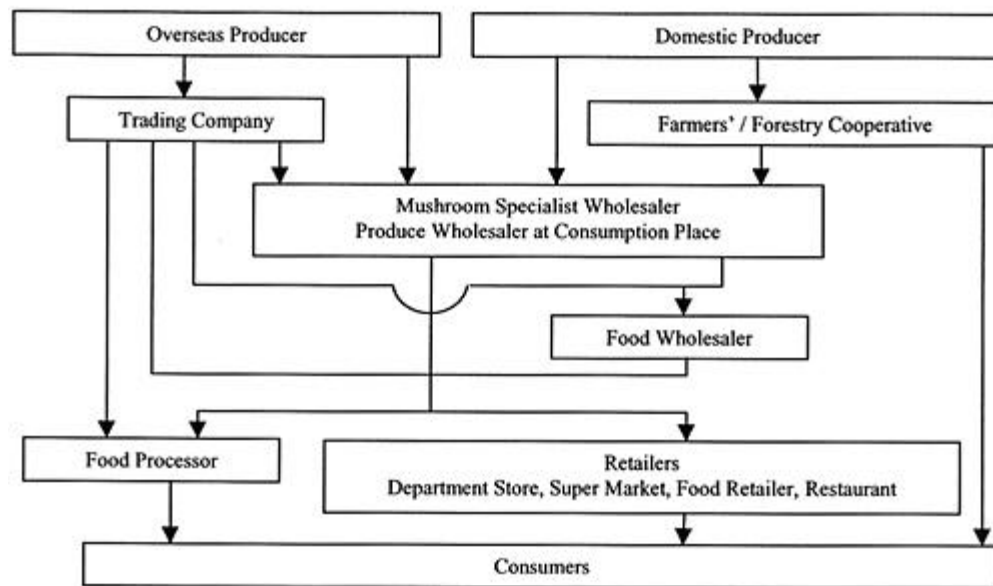 Overseas Producer
Domestic Producer
Trading Company
Farmers' / Forestry Cooperative
Mushroom Specialist Wholesaler
Produce Wholesaler at Consumption Place
Food Wholesaler
Food Processor
Retailers
Department Store, Super Market, Food Retailer, Restaurant
Consumers